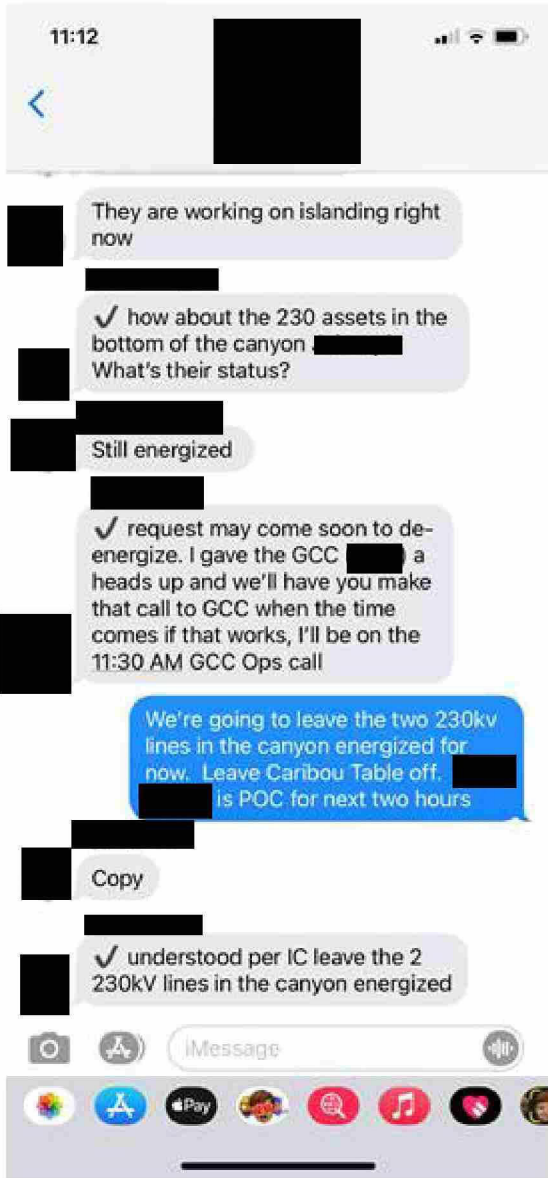 11:12
They are working on islanding right
now
✓ how about the 230 assets in the
bottom of the canyon
What's their status?
Still energized
✓ request may come soon to de-
energize. I gave the GCC ( ) a
heads up and we'll have you make
that call to GCC when the time
comes if that works, I'll be on the
11:30 AM GCC Ops call
We're going to leave the two 230kv
lines in the canyon energized for
now. Leave Caribou Table off.
is POC for next two hours
Copy
✓ understood per IC leave the 2
230kV lines in the canyon energized
iMessage
Pay